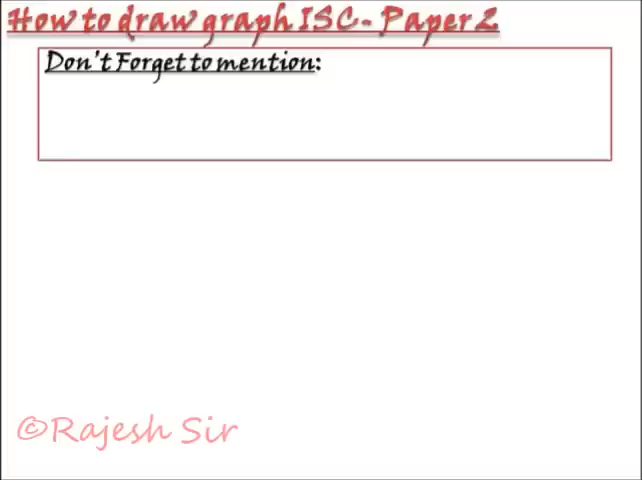 How to draw graph ISC- Paper 2
Don't Forget to mention:
©Rajesh Sir